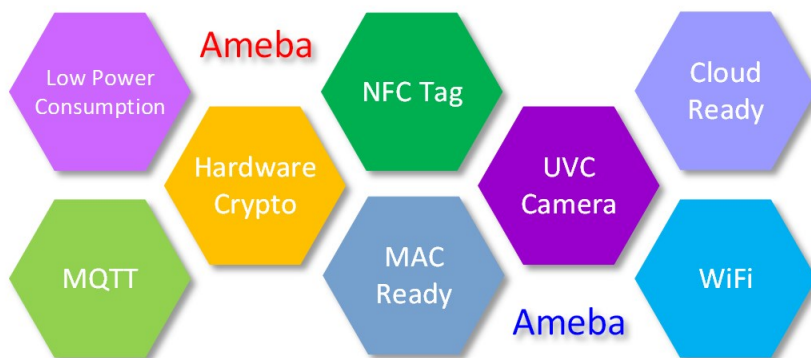 Low Power
Consumption
Ameba
NFC Tag
Cloud
Ready
Hardware
Crypto
UVC
Camera
MQTT
MAC
Ready
WiFi
Ameba